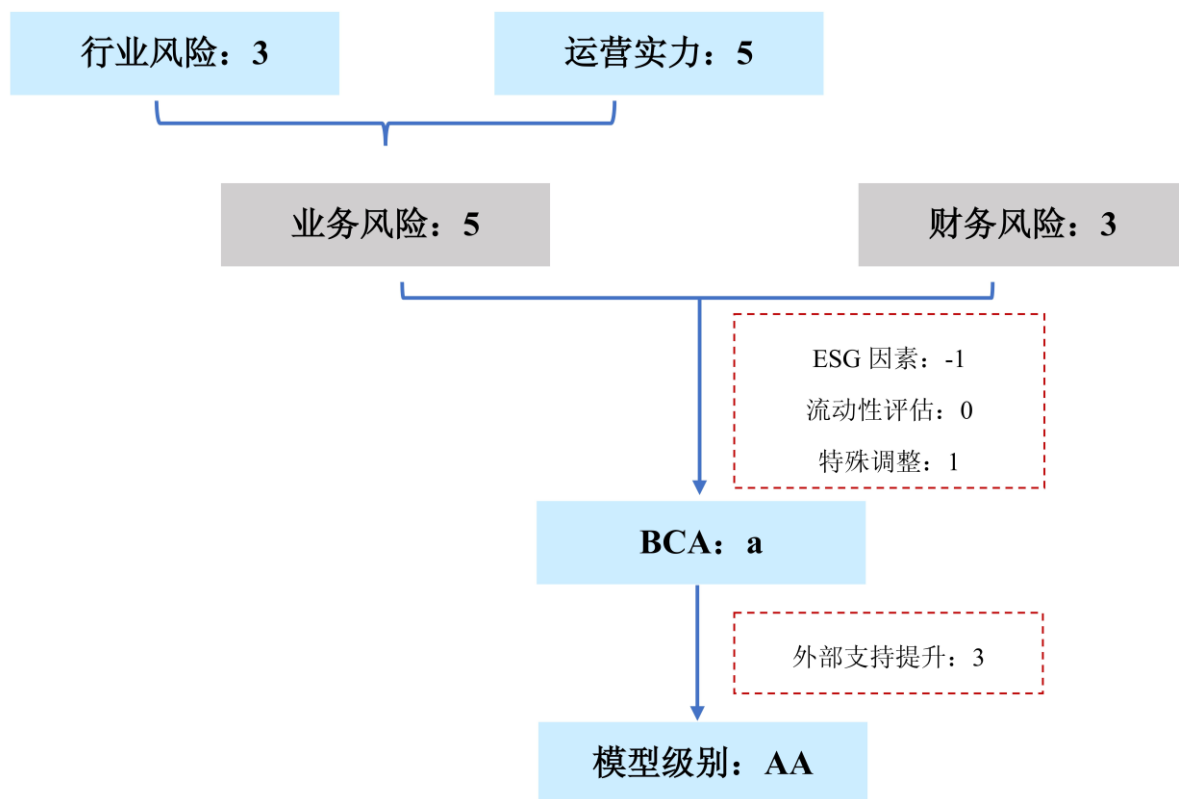 行业风险：3
运营实力：5
业务风险：5
财务风险：3
ESG 因素：-1
流动性评估：0
特殊调整：1
BCA：a
外部支持提升：3
模型级别：AA